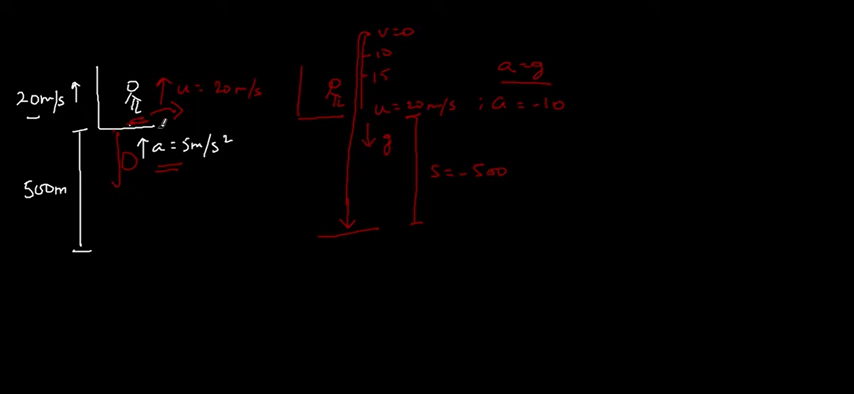 v=0
10
15
a=g
20m/s
u = 20m/s
u = 20m/s ; a = -10
a = 5m/s²
g
500m
s = -500